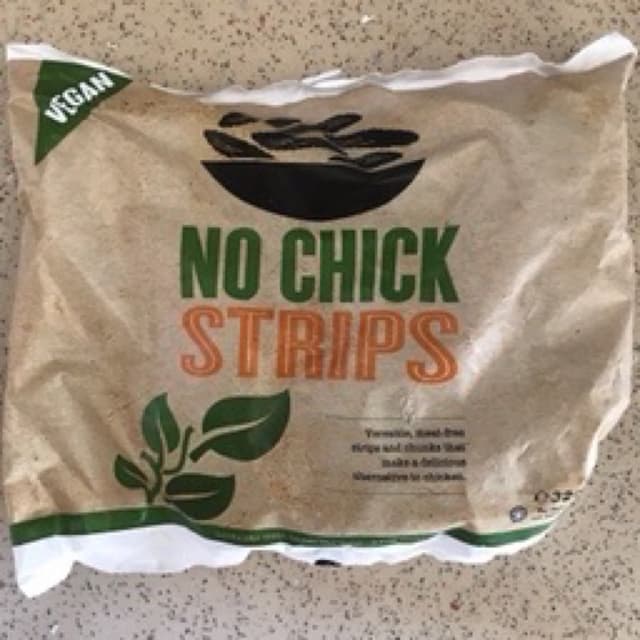 VEGAN
NO CHICK
STRIPS
Versatile, meat-free
strips and chunks that
make a delicious
alternative to chicken.